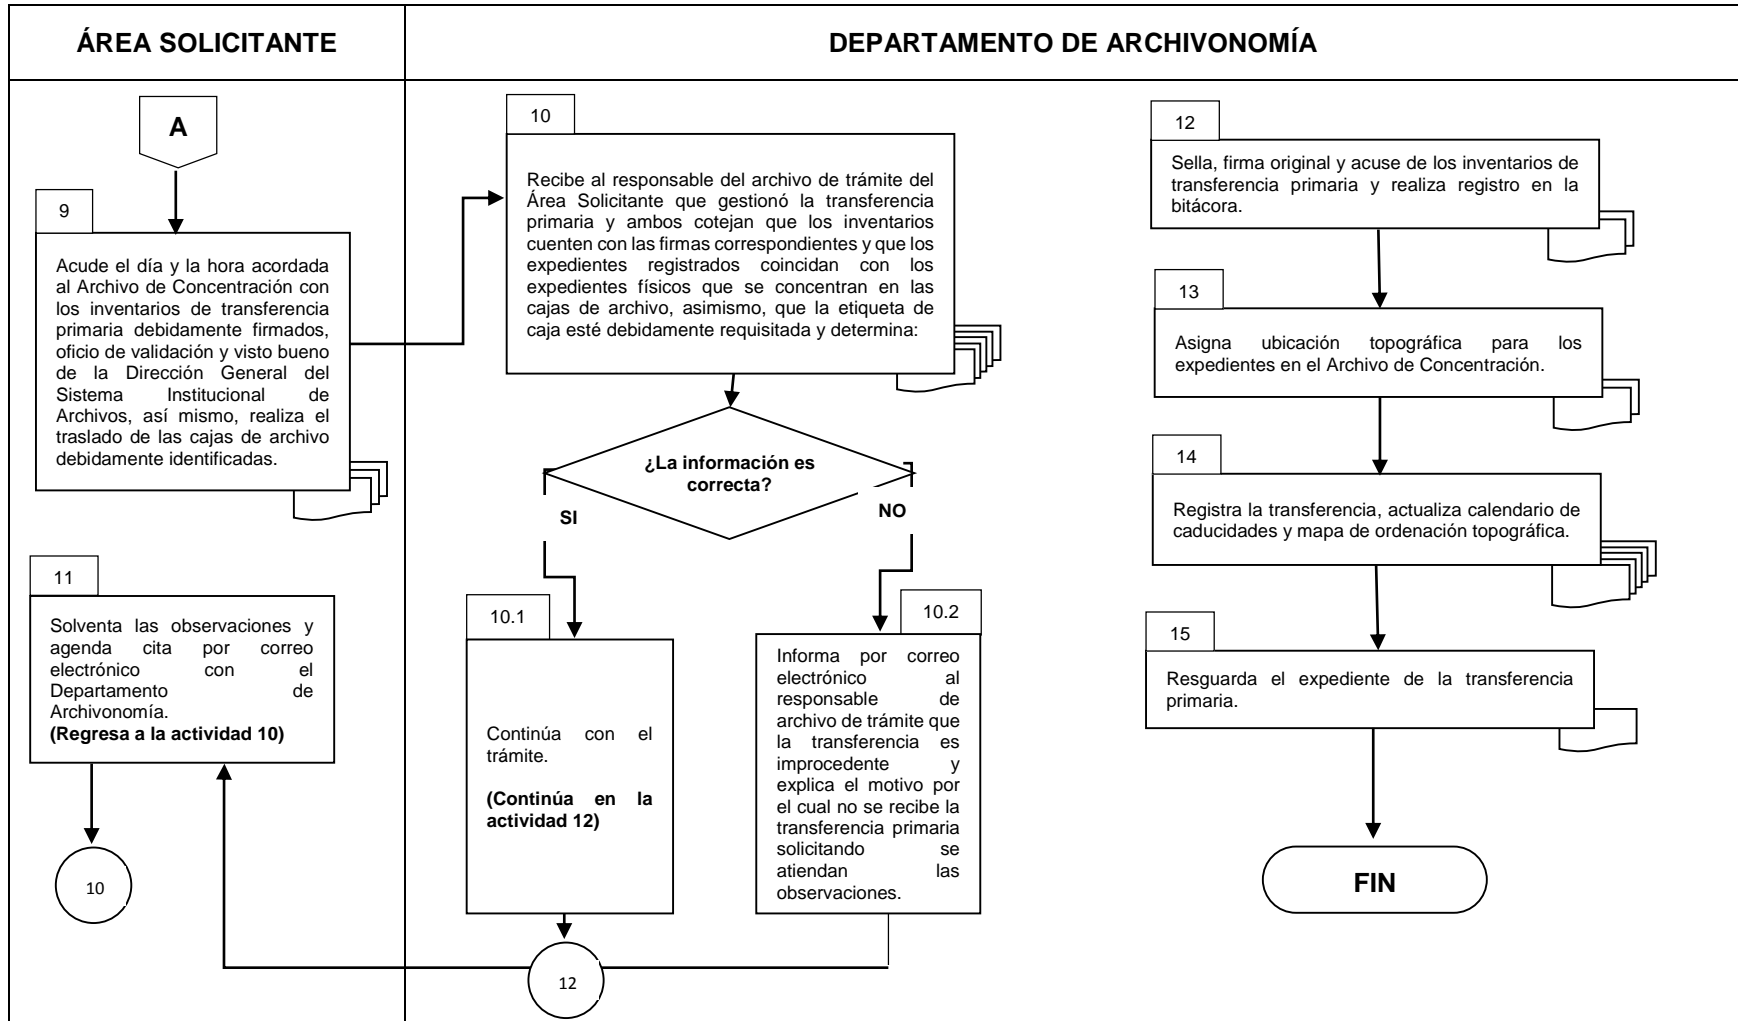 ÁREA SOLICITANTE
DEPARTAMENTO DE ARCHIVONOMÍA
A
9
Acude el día y la hora acordada
al Archivo de Concentración con
los inventarios de transferencia
primaria debidamente firmados,
oficio de validación y visto bueno
de la Dirección General del
Sistema Institucional de
Archivos, así mismo, realiza el
traslado de las cajas de archivo
debidamente identificadas.
10
Recibe al responsable del archivo de trámite del
Área Solicitante que gestionó la transferencia
primaria y ambos cotejan que los inventarios
cuenten con las firmas correspondientes y que los
expedientes registrados coincidan con los
expedientes físicos que se concentran en las
cajas de archivo, asimismo, que la etiqueta de
caja esté debidamente requisitada y determina:
¿La información es
correcta?
SI
NO
10.1
Continúa con el
trámite.
(Continúa en la
actividad 12)
12
10.2
Informa por correo
electrónico al
responsable de
archivo de trámite que
la transferencia es
improcedente y
explica el motivo por
el cual no se recibe la
transferencia primaria
solicitando se
atiendan las
observaciones.
11
Solventa las observaciones y
agenda cita por correo
electrónico con el
Departamento de
Archivonomía.
(Regresa a la actividad 10)
10
12
Sella, firma original y acuse de los inventarios de
transferencia primaria y realiza registro en la
bitácora.
13
Asigna ubicación topográfica para los
expedientes en el Archivo de Concentración.
14
Registra la transferencia, actualiza calendario de
caducidades y mapa de ordenación topográfica.
15
Resguarda el expediente de la transferencia
primaria.
FIN